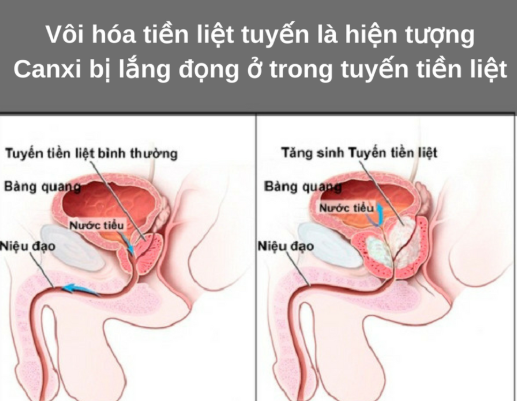 Vôi hóa tiền liệt tuyến là hiện tượng
Canxi bị lắng đọng ở trong tuyến tiền liệt
Tuyến tiền liệt bình thường
Bàng quang
Nước tiểu
Niệu đạo
Tăng sinh Tuyến tiền liệt
Bàng quang
Nước tiểu
Niệu đạo